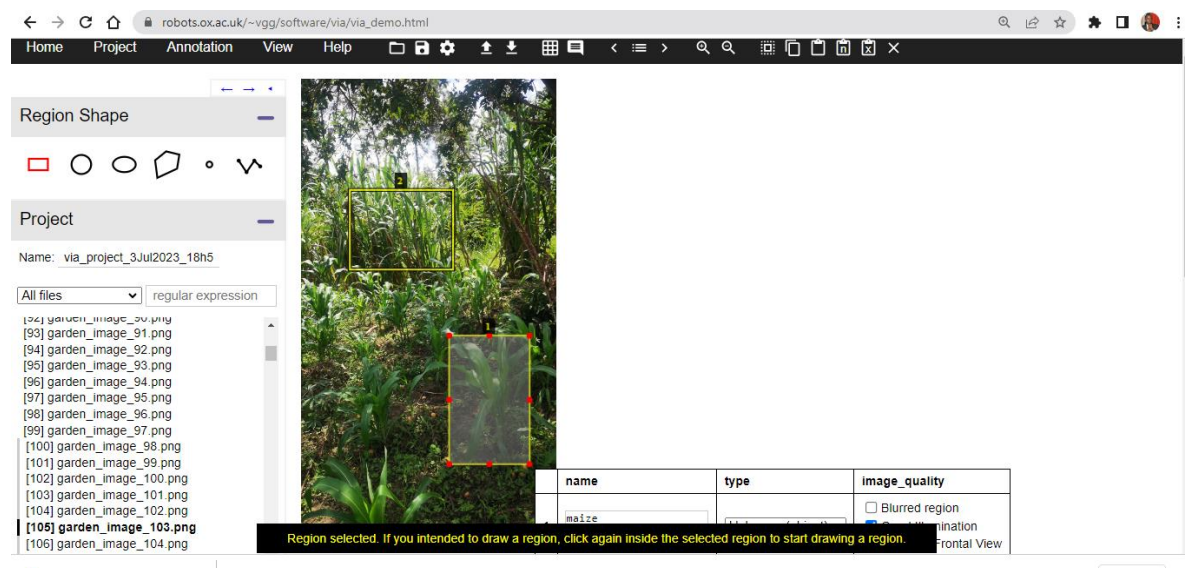 robots.ox.ac.uk/~vgg/software/via/via_demo.html
Home Project Annotation View Help
Region Shape
Project
Name: via_project_3Jul2023_18h5
All files regular expression
[92] garden_image_90.png
[93] garden_image_91.png
[94] garden_image_92.png
[95] garden_image_93.png
[96] garden_image_94.png
[97] garden_image_95.png
[98] garden_image_96.png
[99] garden_image_97.png
[100] garden_image_98.png
[101] garden_image_99.png
[102] garden_image_100.png
[103] garden_image_101.png
[104] garden_image_102.png
[105] garden_image_103.png
[106] garden_image_104.png
2
1
name type image_quality
maize
Blurred region
Frontal View
Region selected. If you intended to draw a region, click again inside the selected region to start drawing a region.